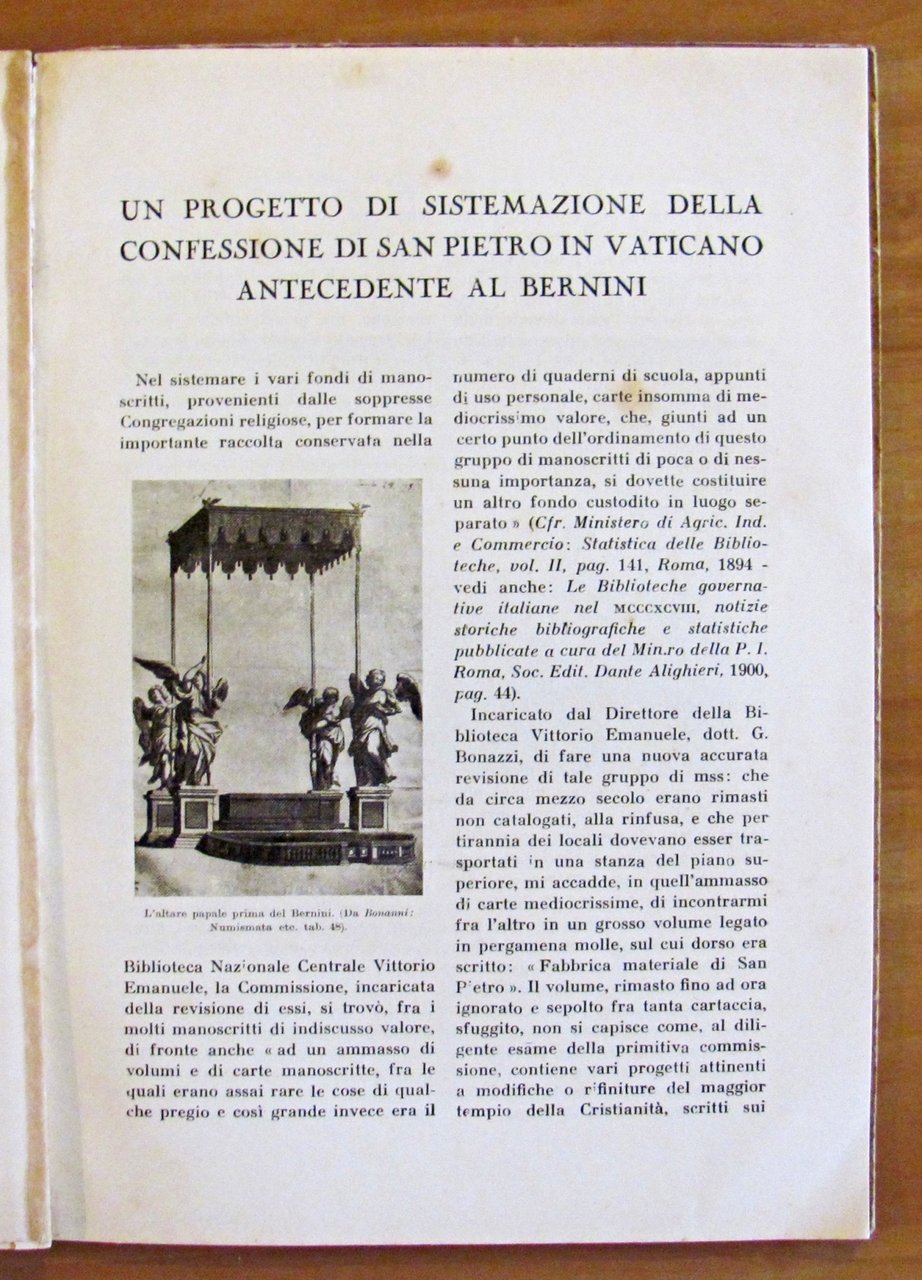 UN PROGETTO DI SISTEMAZIONE DELLA
CONFESSIONE DI SAN PIETRO IN VATICANO
ANTECEDENTE AL BERNINI
Nel sistemare i vari fondi di mano-
scritti, provenienti dalle soppresse
Congregazioni religiose, per formare la
importante raccolta conservata nella
L'altare papale prima del Bernini. (Da Bonanni:
Numismata etc. tab. 48).
Biblioteca Nazionale Centrale Vittorio
Emanuele, la Commissione, incaricata
della revisione di essi, si trovò, fra i
molti manoscritti di indiscusso valore,
di fronte anche « ad un ammasso di
volumi e di carte manoscritte, fra le
quali erano assai rare le cose di qual-
che pregio e così grande invece era il
numero di quaderni di scuola, appunti
di uso personale, carte insomma di me-
diocrissimo valore, che, giunti ad un
certo punto dell'ordinamento di questo
gruppo di manoscritti di poca o di nes-
suna importanza, si dovette costituire
un altro fondo custodito in luogo se-
parato » (Cfr. Ministero di Agric. Ind.
e Commercio: Statistica delle Biblio-
teche, vol. II, pag. 141, Roma, 1894 -
vedi anche: Le Biblioteche governa-
tive italiane nel MCCCXCVIII, notizie
storiche bibliografiche e statistiche
pubblicate a cura del Min.ro della P. I.
Roma, Soc. Edit. Dante Alighieri, 1900,
pag. 44).
Incaricato dal Direttore della Bi-
blioteca Vittorio Emanuele, dott. G.
Bonazzi, di fare una nuova accurata
revisione di tale gruppo di mss: che
da circa mezzo secolo erano rimasti
non catalogati, alla rinfusa, e che per
tirannia dei locali dovevano esser tra-
sportati in una stanza del piano su-
periore, mi accadde, in quell'ammasso
di carte mediocrissime, di incontrarmi
fra l'altro in un grosso volume legato
in pergamena molle, sul cui dorso era
scritto: « Fabbrica materiale di San
Pietro ». Il volume, rimasto fino ad ora
ignorato e sepolto fra tanta cartaccia,
sfuggito, non si capisce come, al dili-
gente esame della primitiva commis-
sione, contiene vari progetti attinenti
a modifiche o rifiniture del maggior
tempio della Cristianità, scritti sui